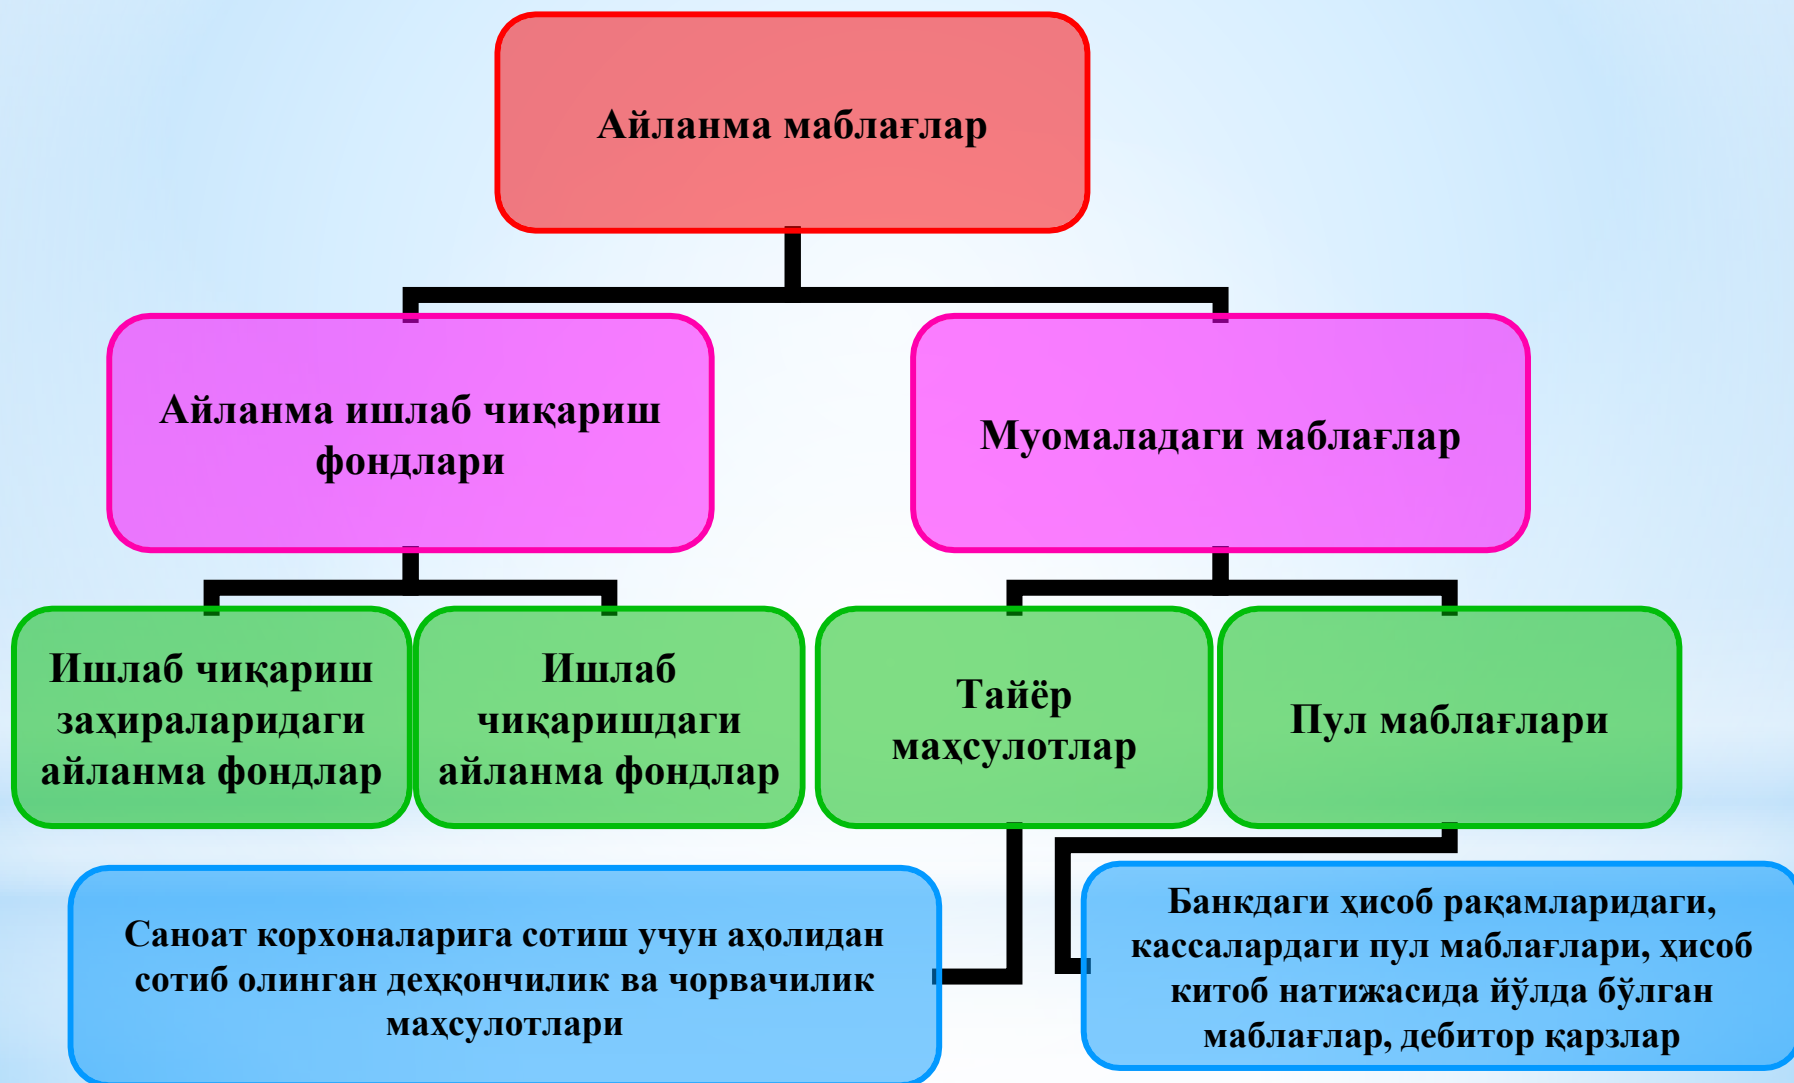 Айланма маблағлар
Айланма ишлаб чиқариш
фондлари
Муомаладаги маблағлар
Ишлаб чиқариш
заҳираларидаги
айланма фондлар
Ишлаб
чиқаришдаги
айланма фондлар
Тайёр
маҳсулотлар
Пул маблағлари
Саноат корхоналарига сотиш учун аҳолидан
сотиб олинган деҳқончилик ва чорвачилик
маҳсулотлари
Банкдаги ҳисоб рақамларидаги,
кассалардаги пул маблағлари, ҳисоб
китоб натижасида йўлда бўлган
маблағлар, дебитор қарзлар